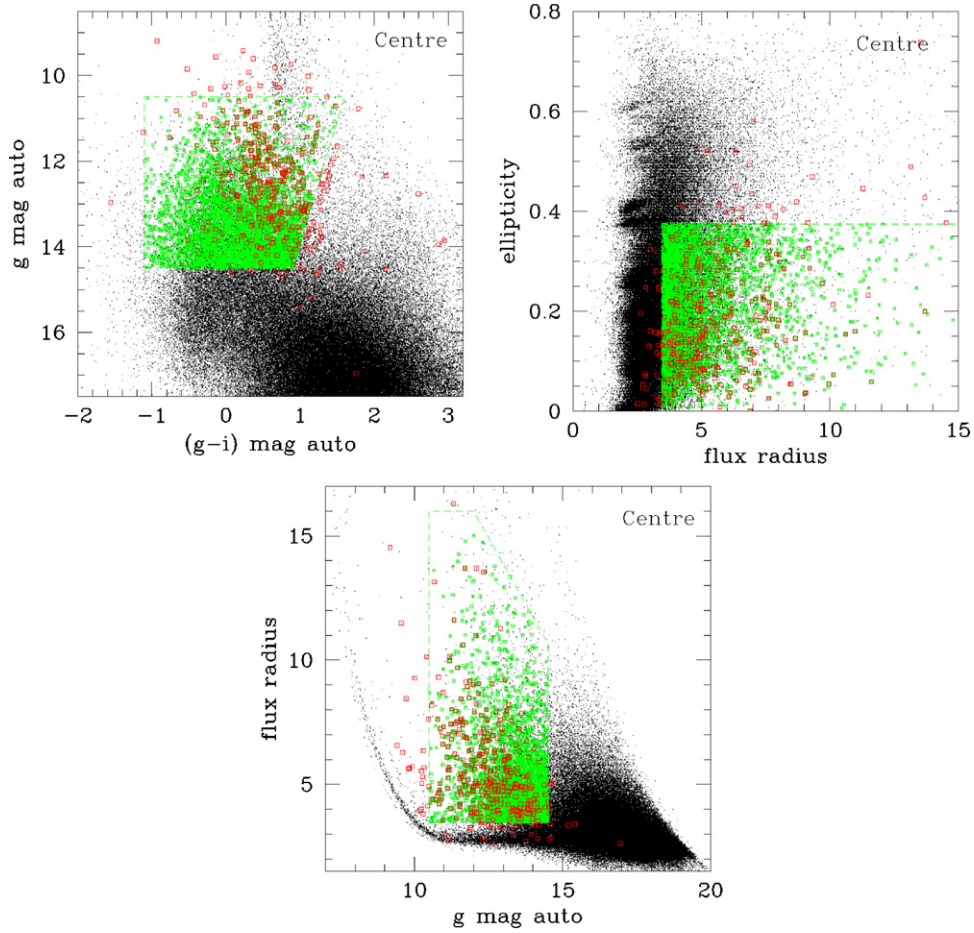 Centre
10
12
14
16
g mag auto
−2 −1 0 1 2 3
(g−i) mag auto
Centre
0.8
0.6
0.4
0.2
0
ellipticity
0 5 10 15
flux radius
Centre
15
10
5
flux radius
10 15 20
g mag auto